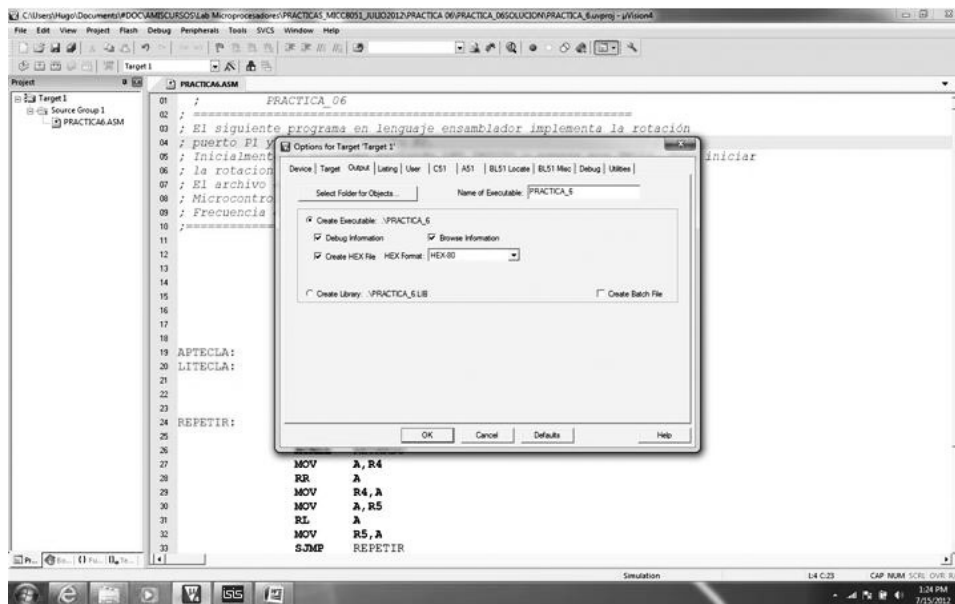 C:\Users\Hugo\Documents\#DOC\AMISCURSOS\Lab Microprocesadores\PRACTICAS_MICC8051_JULIO2012\PRACTICA 06\PRACTICA_06SOLUCION\PRACTICA_6.uvproj - µVision4
File Edit View Project Flash Debug Peripherals Tools SVCS Window Help
Target 1
Project
PRACTICA6.ASM
Target 1
Source Group 1
PRACTICA6.ASM
01 ; PRACTICA_06
02 ; ==================================================
03 ; El siguiente programa en lenguaje ensamblador implementa la rotación
04 ; puerto P1 y
05 ; Inicialment iniciar
06 ; la rotacion
07 ; El archivo
08 ; Microcontro
09 ; Frecuencia
10 ;===========
11
12
13
14
15
16
17
18
19 APTECLA:
20 LITECLA:
21
22
23
24 REPETIR:
25
26
27 MOV A,R4
28 RR A
29 MOV R4,A
30 MOV A,R5
31 RL A
32 MOV R5,A
33 SJMP REPETIR
Options for Target 'Target 1'
Device Target Output Listing User C51 A51 BL51 Locate BL51 Misc Debug Utilities
Select Folder for Objects... Name of Executable: PRACTICA_6
Create Executable: .\PRACTICA_6
Debug Information Browse Information
Create HEX File HEX Format: HEX-80
Create Library: .\PRACTICA_6.LIB Create Batch File
OK Cancel Defaults Help
Pr... Bo... {} Fu... Te...
Simulation L:4 C:23 CAP NUM SCRL OVR R
ISIS
1:24 PM
7/15/2012